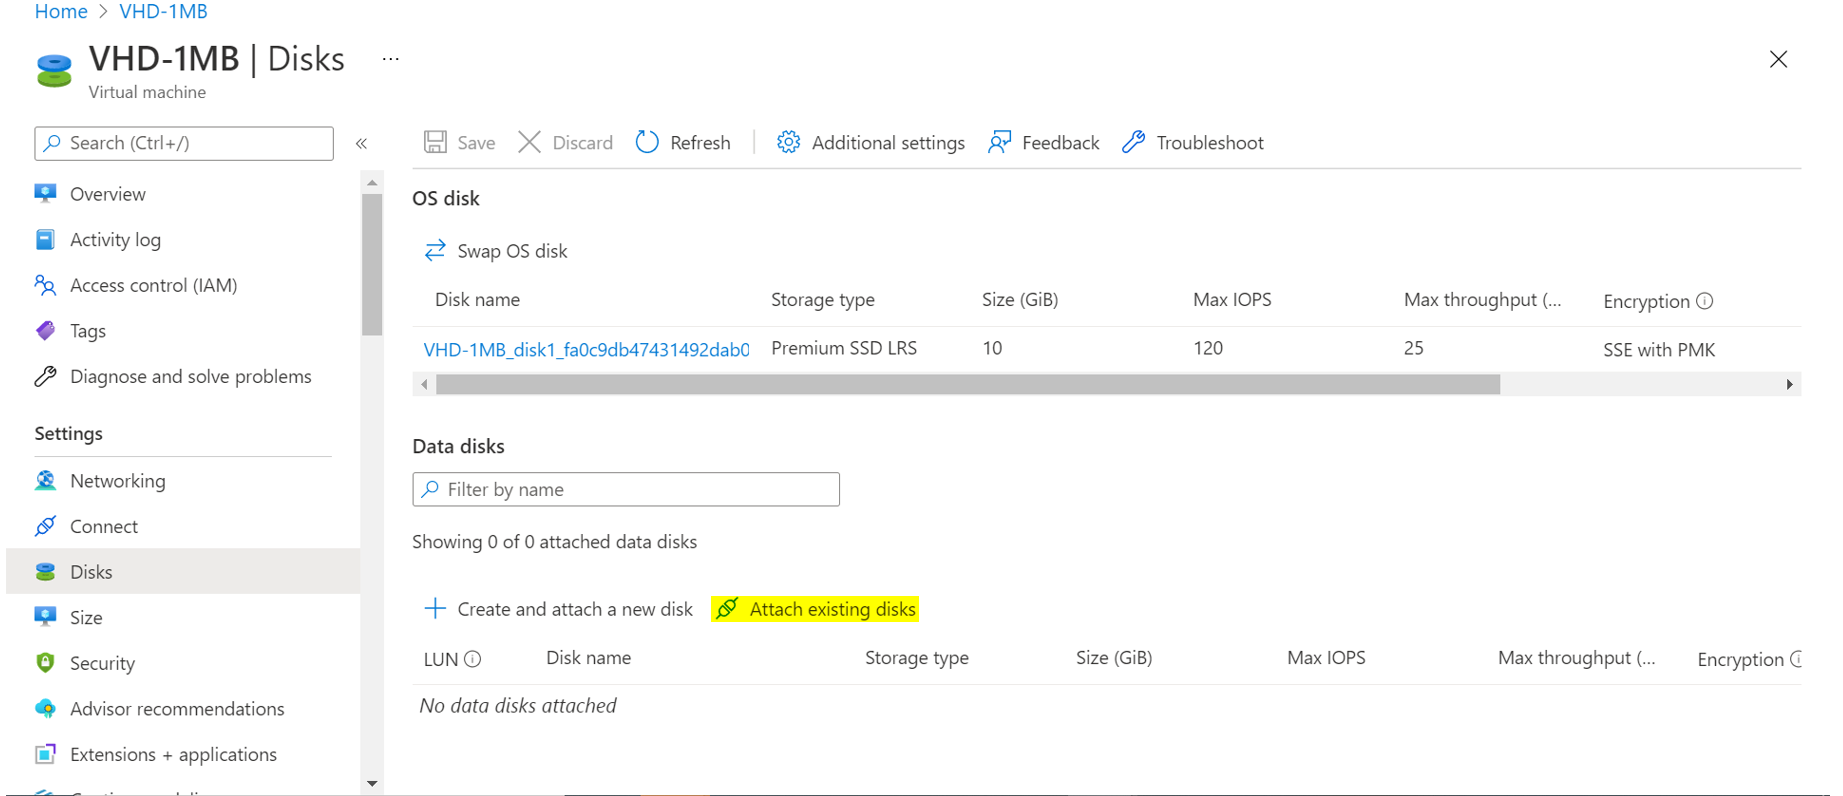 Home > VHD-1MB
VHD-1MB | Disks ...
Virtual machine
Search (Ctrl+/)
«
Overview
Activity log
Access control (IAM)
Tags
Diagnose and solve problems
Settings
Networking
Connect
Disks
Size
Security
Advisor recommendations
Extensions + applications
Save Discard Refresh Additional settings Feedback Troubleshoot
OS disk
Swap OS disk
Disk name Storage type Size (GiB) Max IOPS Max throughput (... Encryption
VHD-1MB_disk1_fa0c9db47431492dab0 Premium SSD LRS 10 120 25 SSE with PMK
Data disks
Filter by name
Showing 0 of 0 attached data disks
Create and attach a new disk Attach existing disks
LUN Disk name Storage type Size (GiB) Max IOPS Max throughput (... Encryption
No data disks attached